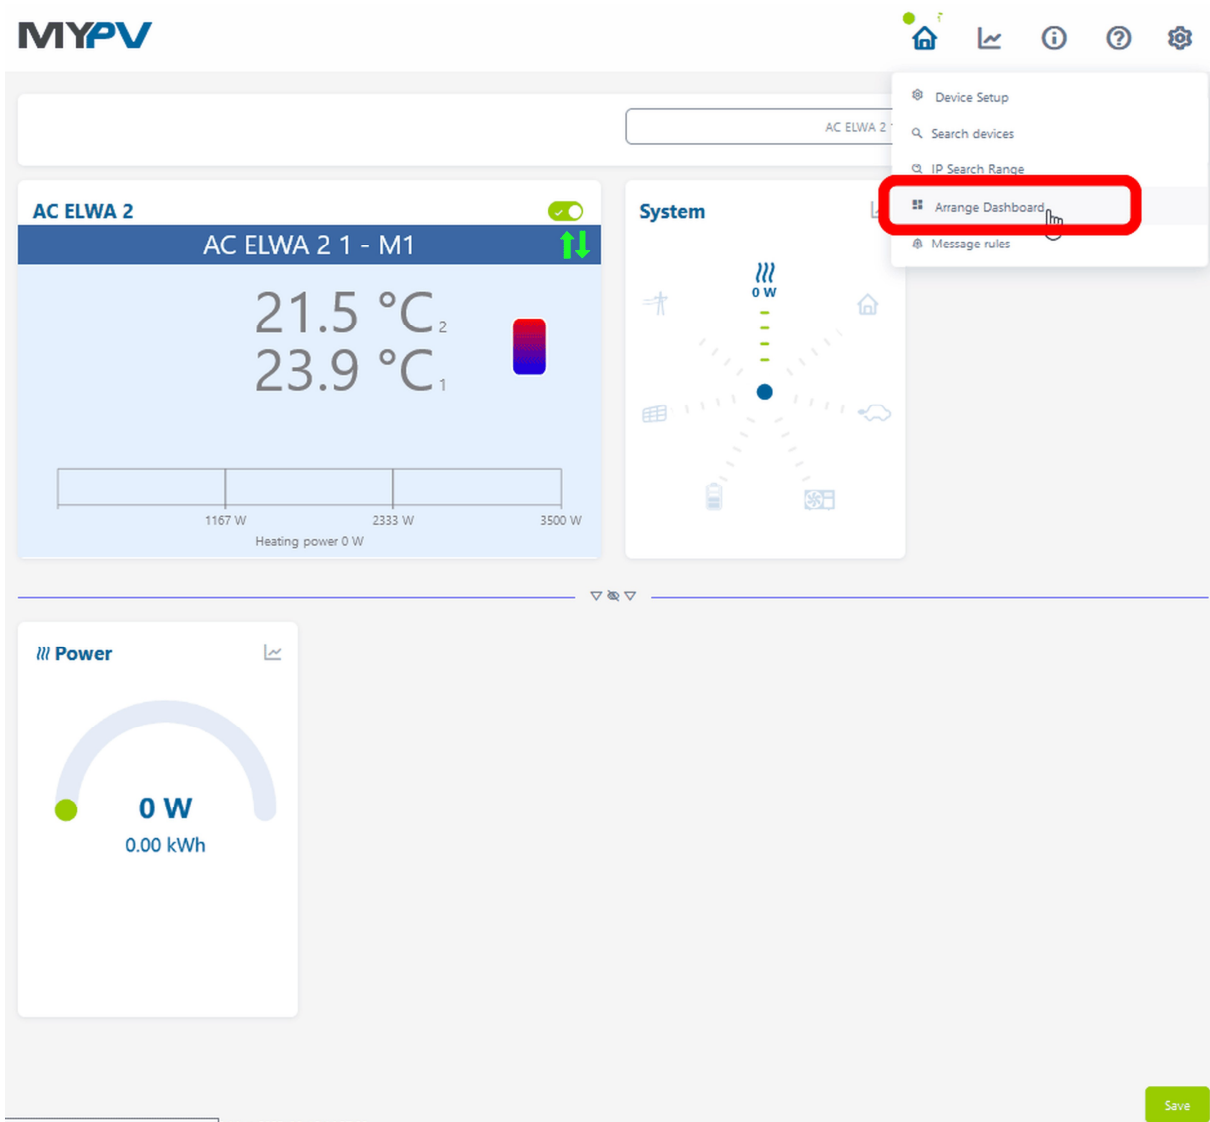 MYPV
Device Setup
AC ELWA 2
Search devices
IP Search Range
Arrange Dashboard
Message rules
AC ELWA 2
AC ELWA 2 1 - M1
21.5 °C 2
23.9 °C 1
1167 W
2333 W
3500 W
Heating power 0 W
System
0 W
Power
0 W
0.00 kWh
Save